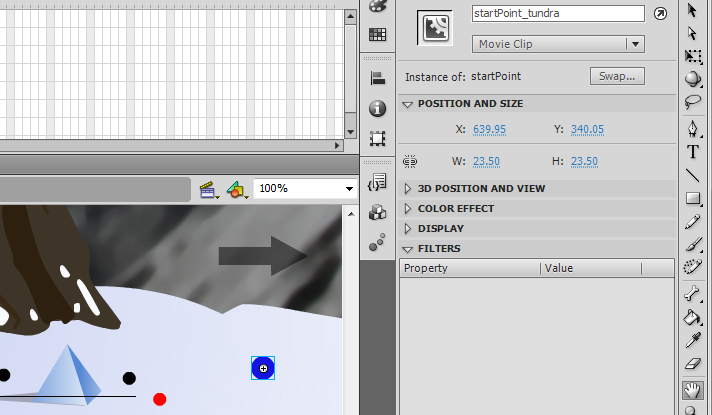 startPoint_tundra
Movie Clip
Instance of: startPoint Swap...
POSITION AND SIZE
X: 639.95 Y: 340.05
W: 23.50 H: 23.50
100%
3D POSITION AND VIEW
COLOR EFFECT
DISPLAY
FILTERS
Property Value